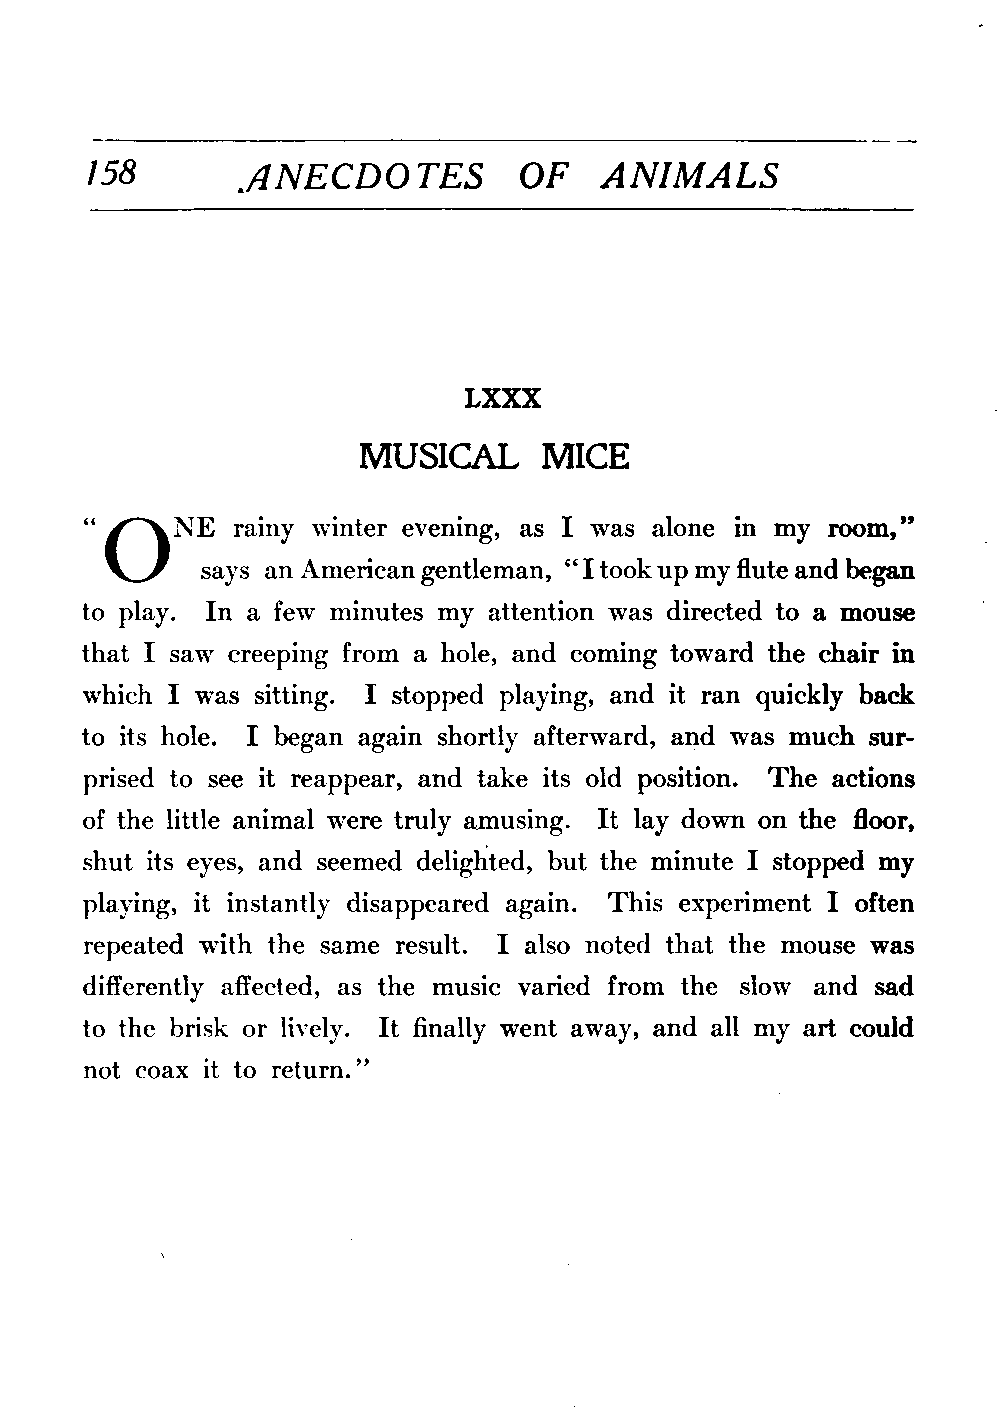 158 ANECDOTES OF ANIMALS
LXXX
MUSICAL MICE
“ONE rainy winter evening, as I was alone in my room,”
says an American gentleman, “I took up my flute and began
to play. In a few minutes my attention was directed to a mouse
that I saw creeping from a hole, and coming toward the chair in
which I was sitting. I stopped playing, and it ran quickly back
to its hole. I began again shortly afterward, and was much sur-
prised to see it reappear, and take its old position. The actions
of the little animal were truly amusing. It lay down on the floor,
shut its eyes, and seemed delighted, but the minute I stopped my
playing, it instantly disappeared again. This experiment I often
repeated with the same result. I also noted that the mouse was
differently affected, as the music varied from the slow and sad
to the brisk or lively. It finally went away, and all my art could
not coax it to return.”